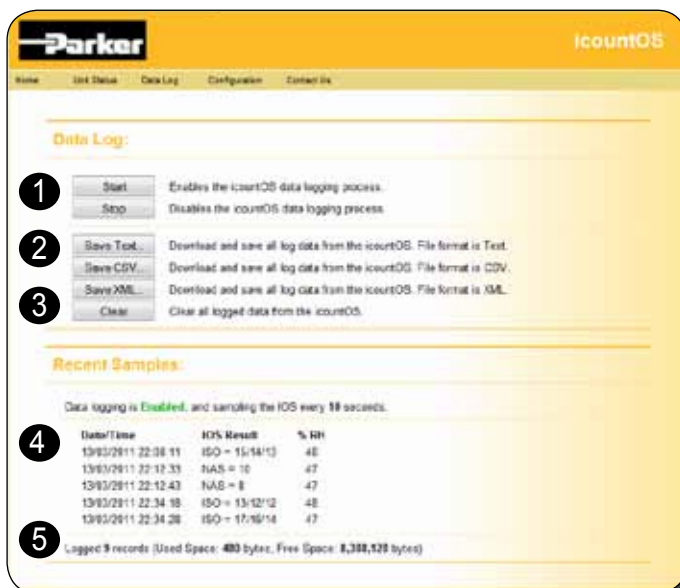 Parker
icountOS
Home Unit Status Data Log Configuration Contact Us
Data Log:
1
Start Enables the icountOS data logging process.
Stop Disables the icountOS data logging process.
2
Save Text... Download and save all log data from the icountOS. File format is Text.
Save CSV... Download and save all log data from the icountOS. File format is CSV.
Save XML... Download and save all log data from the icountOS. File format is XML.
3
Clear Clear all logged data from the icountOS.
Recent Samples:
Data logging is Enabled, and sampling the IOS every 10 seconds.
4
Date/Time IOS Result % RH
13/03/2011 ISO = 15/14/13 48
13/03/2011 22:12:33 NAS = 10 47
13/03/2011 22:12:43 NAS = 8 47
13/03/2011 22:34:18 ISO = 13/12/12 48
13/03/2011 22:34:28 ISO = 17/16/14 47
5
Logged 9 records (Used Space: 480 bytes, Free Space: 8,388,128 bytes)